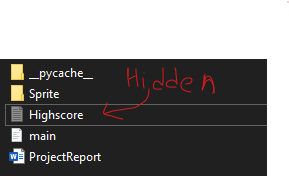 __pycache__
Hidden
Sprite
Highscore
main
ProjectReport